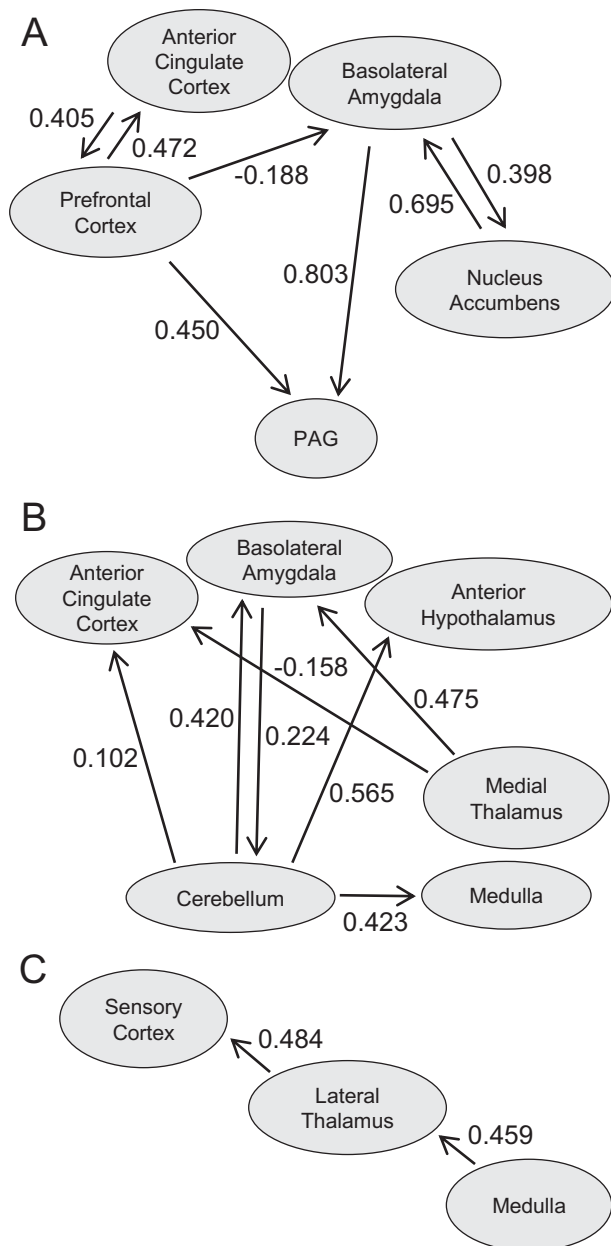 A
Anterior
Cingulate
Cortex
Basolateral
Amygdala
0.405
0.472
-0.188
0.398
0.695
Prefrontal
Cortex
Nucleus
Accumbens
0.803
0.450
PAG
B
Anterior
Cingulate
Cortex
Basolateral
Amygdala
Anterior
Hypothalamus
-0.158
0.475
0.420
0.224
0.102
0.565
Medial
Thalamus
Cerebellum
Medulla
0.423
C
Sensory
Cortex
0.484
Lateral
Thalamus
0.459
Medulla